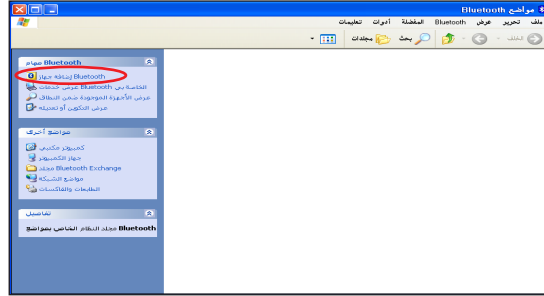 مواضع Bluetooth
ملف تحرير عرض Bluetooth المفضلة أدوات تعليمات
الخلف بحث مجلدات
مهام Bluetooth
إضافة جهاز Bluetooth
عرض خدمات Bluetooth الخاصة بي
عرض الأجهزة الموجودة ضمن النطاق
عرض التكوين أو تعديله
مواضع أخرى
كمبيوتر مكتبي
جهاز الكمبيوتر
مجلد Bluetooth Exchange
مواضع الشبكة
الطابعات والفاكسات
تفاصيل
مجلد النظام الخاص بمواضع Bluetooth